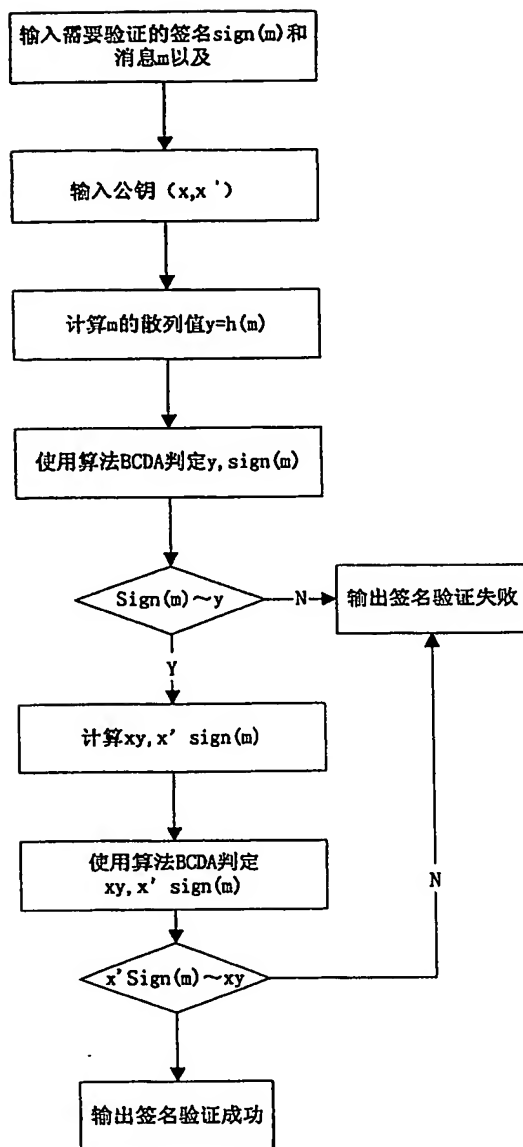 输入需要验证的签名sign(m)和
消息m以及
输入公钥（x,x'）
计算m的散列值y=h(m)
使用算法BCDA判定y,sign(m)
Sign(m)～y
N
输出签名验证失败
Y
计算xy,x' sign(m)
使用算法BCDA判定
xy,x' sign(m)
N
x'Sign(m)～xy
输出签名验证成功